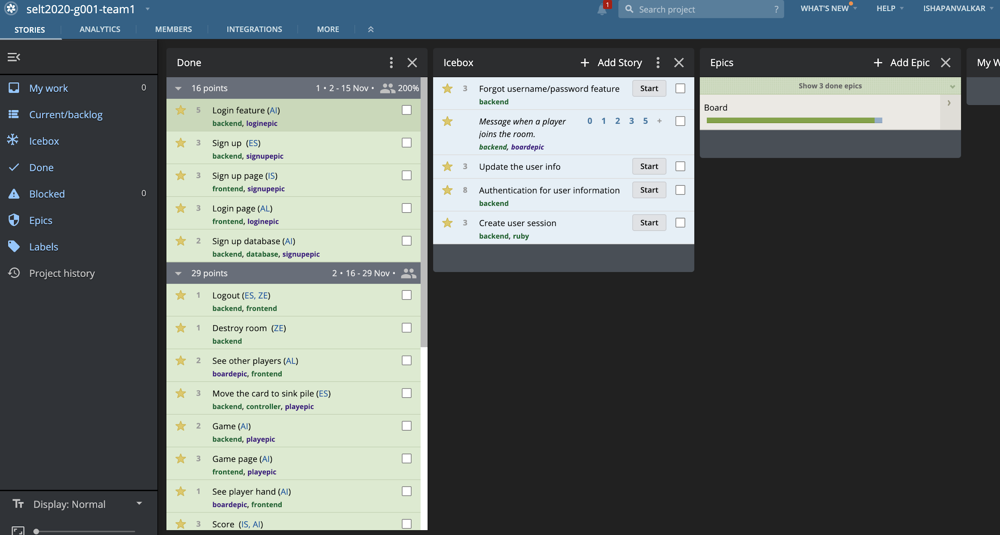 selt2020-g001-team1
1
Search project
?
WHAT'S NEW
HELP
ISHAPANVALKAR
STORIES
ANALYTICS
MEMBERS
INTEGRATIONS
MORE
My work 0
Current/backlog
Icebox
Done
Blocked 0
Epics
Labels
Project history
Tт Display: Normal
Done
16 points 1 • 2 - 15 Nov • 200%
5 Login feature (AI)
backend, loginepic
3 Sign up (ES)
backend, signupepic
3 Sign up page (IS)
frontend, signupepic
3 Login page (AL)
frontend, loginepic
2 Sign up database (AI)
backend, database, signupepic
29 points 2 • 16 - 29 Nov •
1 Logout (ES, ZE)
backend, frontend
1 Destroy room (ZE)
backend
2 See other players (AL)
boardepic, frontend
3 Move the card to sink pile (ES)
backend, controller, playepic
2 Game (AI)
backend, playepic
3 Game page (AI)
frontend, playepic
1 See player hand (AI)
boardepic, frontend
3 Score (IS, AI)
Icebox + Add Story
3 Forgot username/password feature Start
backend
Message when a player 0 1 2 3 5 +
joins the room.
backend, boardepic
3 Update the user info Start
8 Authentication for user information Start
backend
3 Create user session Start
backend, ruby
Epics + Add Epic
Show 3 done epics
Board
My W